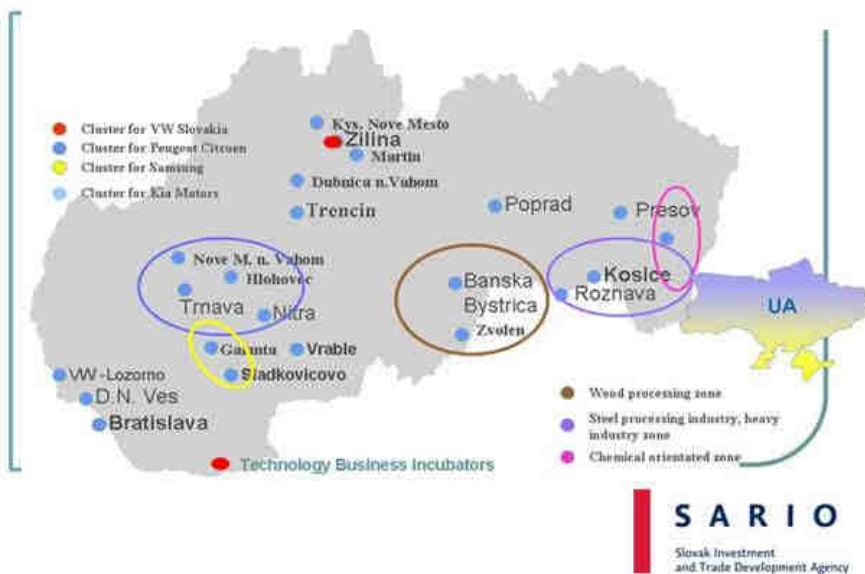 Cluster for VW Slovakia
Cluster for Peugeot Citroen
Cluster for Samsung
Cluster for Kia Motors
Kys. Nove Mesto
Zilina
Martin
Dubnica n.Vahom
Trencin
Poprad
Presov
Nove M. n. Vahom
Hlohovec
Trnava
Nitra
Banska
Bystrica
Zvolen
Kosice
Roznava
UA
Galanta
Vrable
Sladkovicovo
VW-Lozorno
D.N. Ves
Bratislava
Technology Business Incubators
Wood processing zone
Steel processing industry, heavy
industry zone
Chemical orientated zone
SARIO
Slovak Investment
and Trade Development Agency